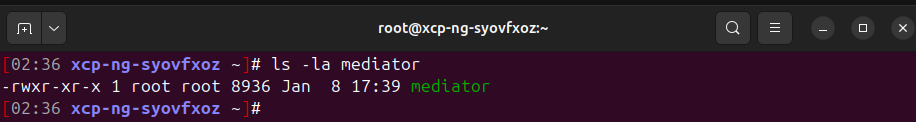 root@xcp-ng-syovfxoz:~
[02:36 xcp-ng-syovfxoz ~]# ls -la mediator
-rwxr-xr-x 1 root root 8936 Jan  8 17:39 mediator
[02:36 xcp-ng-syovfxoz ~]#